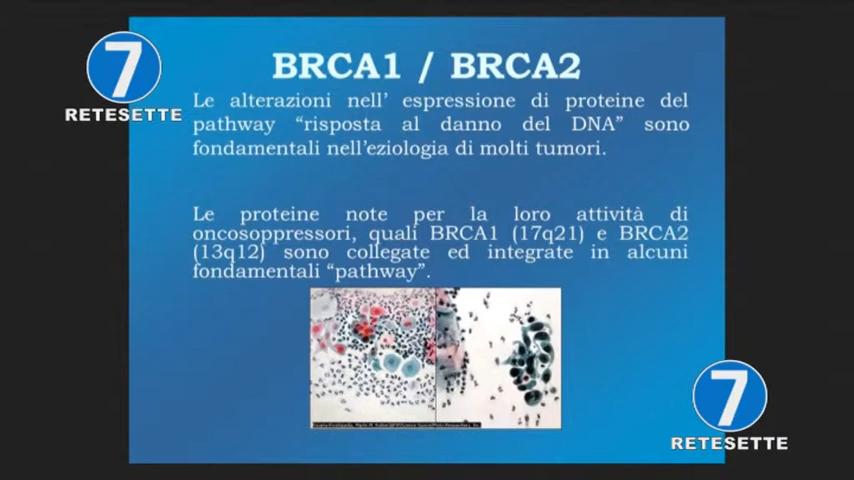 7
RETESETTE
BRCA1 / BRCA2
Le alterazioni nell' espressione di proteine del
pathway “risposta al danno del DNA” sono
fondamentali nell'eziologia di molti tumori.
Le proteine note per la loro attività di
oncosoppressori, quali BRCA1 (17q21) e BRCA2
(13q12) sono collegate ed integrate in alcuni
fondamentali “pathway”.
7
RETESETTE